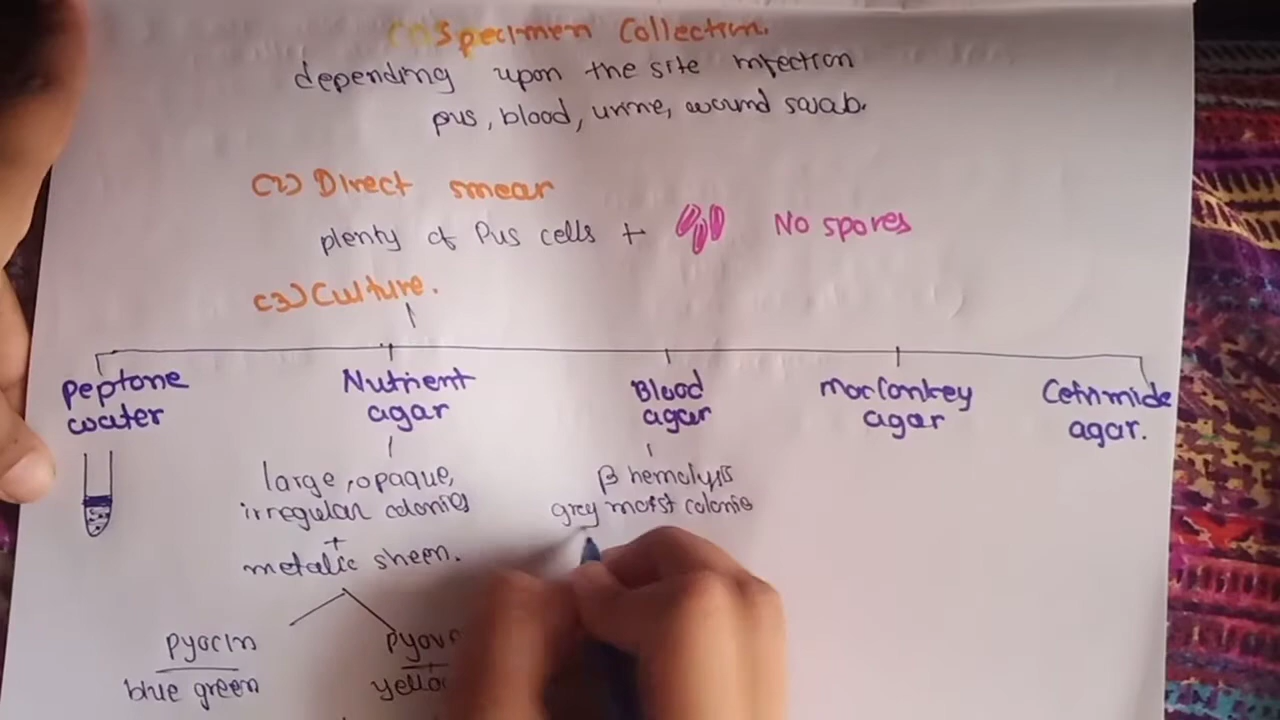 (1) Specimen Collection.
depending upon the site infection
pus, blood, urine, wound swab.
(2) Direct smear
plenty of Pus cells + No spores
(3) Culture.
Peptone water
Nutrient agar
Blood agar
MacConkey agar
Cetrimide agar.
large, opaque,
irregular colonies
+
metalic sheen.
β hemolysis
grey moist colonie
pyocin
blue green